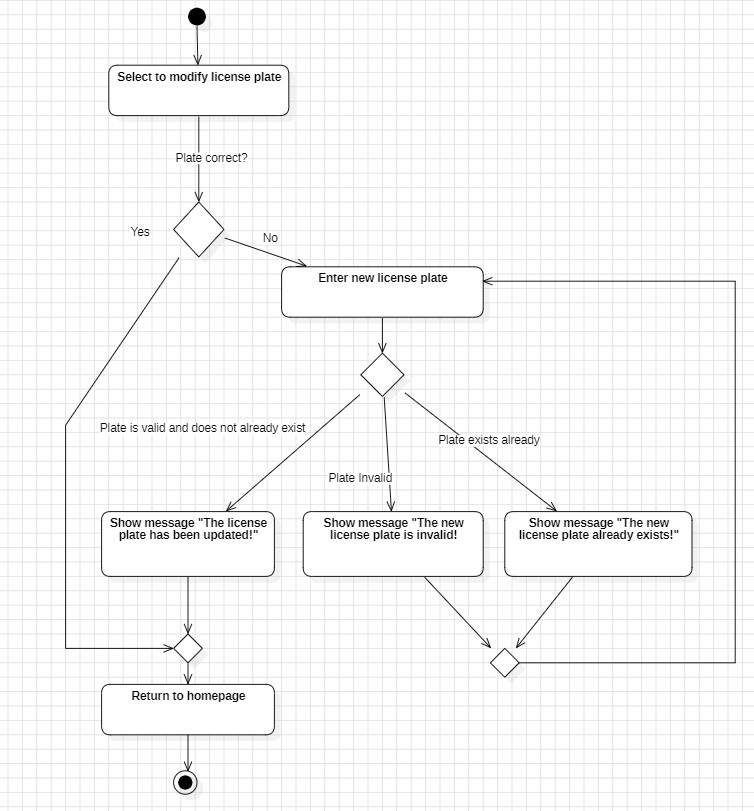 Select to modify license plate
Plate correct?
Yes
No
Enter new license plate
Plate is valid and does not already exist
Plate exists already
Plate Invalid
Show message "The license
plate has been updated!"
Show message "The new
license plate is invalid!
Show message "The new
license plate already exists!"
Return to homepage